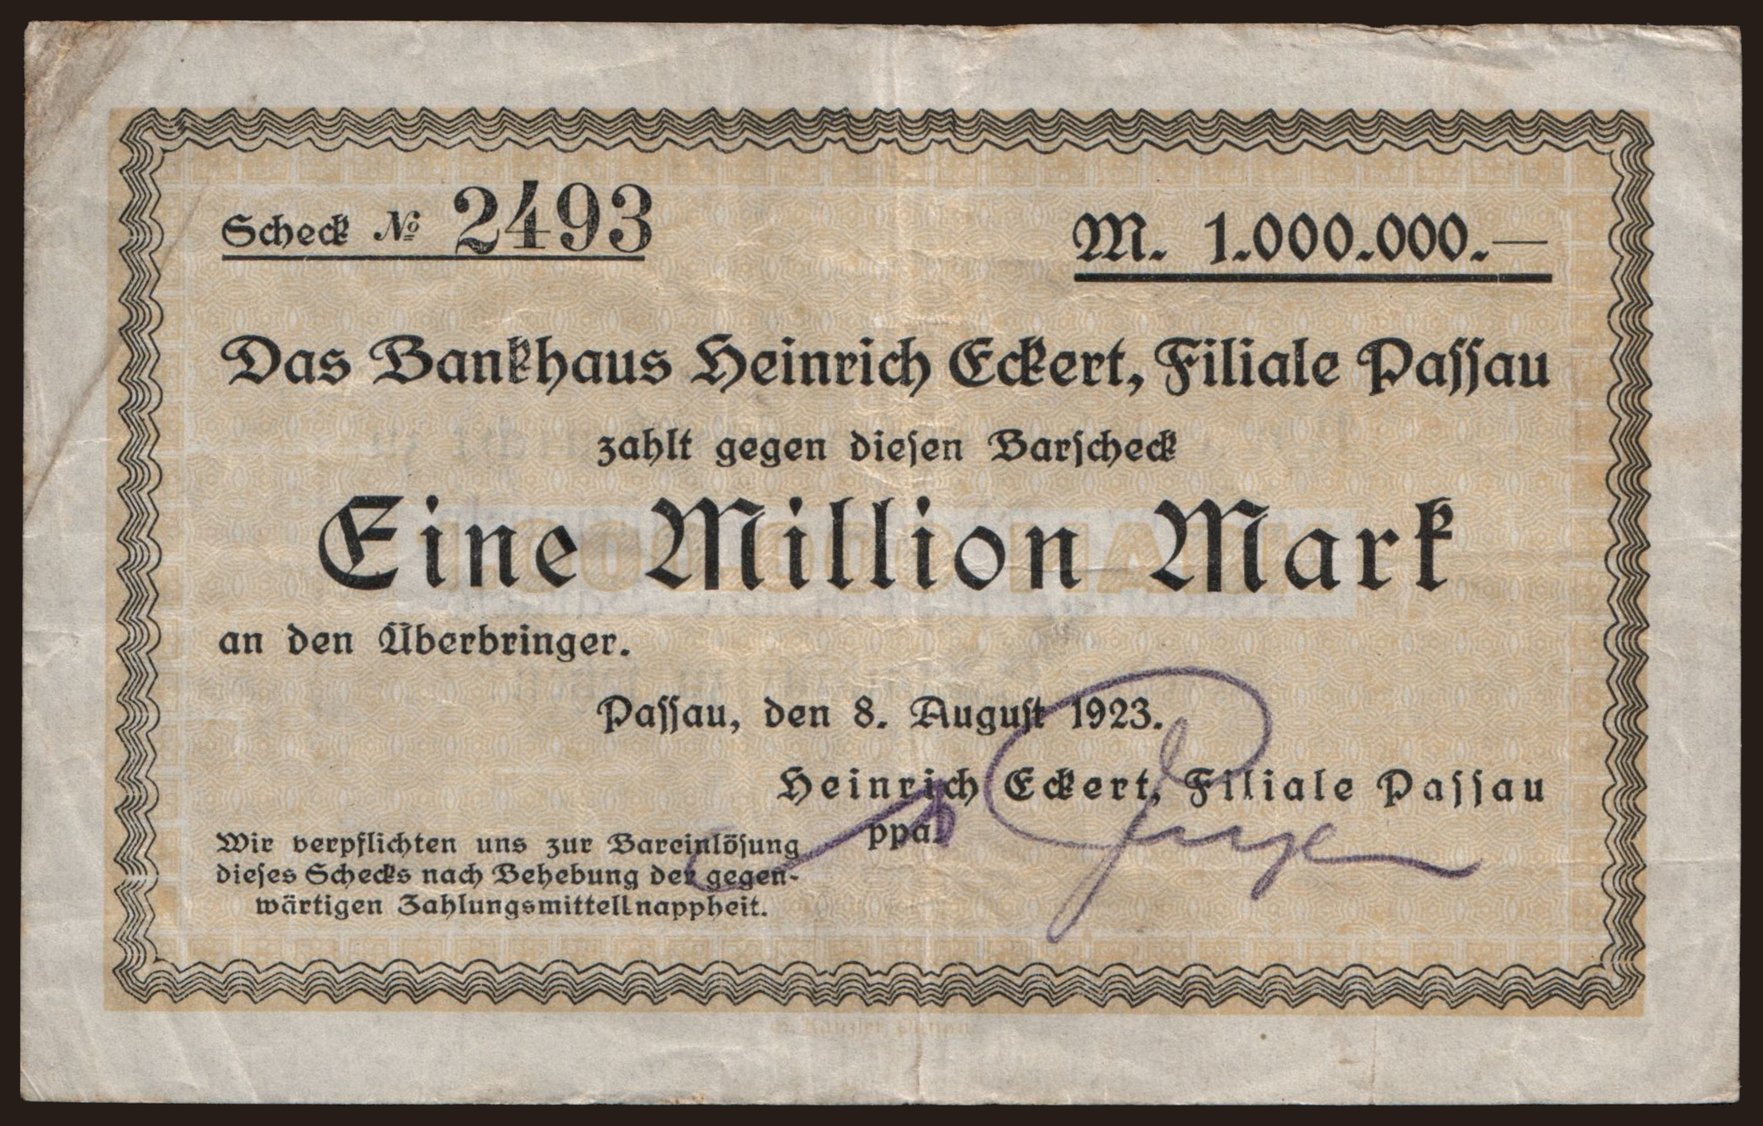 Scheck № 2493
M. 1.000.000.—
Das Bankhaus Heinrich Eckert, Filiale Passau
zahlt gegen diesen Barscheck
Eine Million Mark
an den Überbringer.
Passau, den 8. August 1923.
Heinrich Eckert, Filiale Passau
ppa.
Wir verpflichten uns zur Bareinlösung
dieses Schecks nach Behebung der gegen-
wärtigen Zahlungsmittellnappheit.